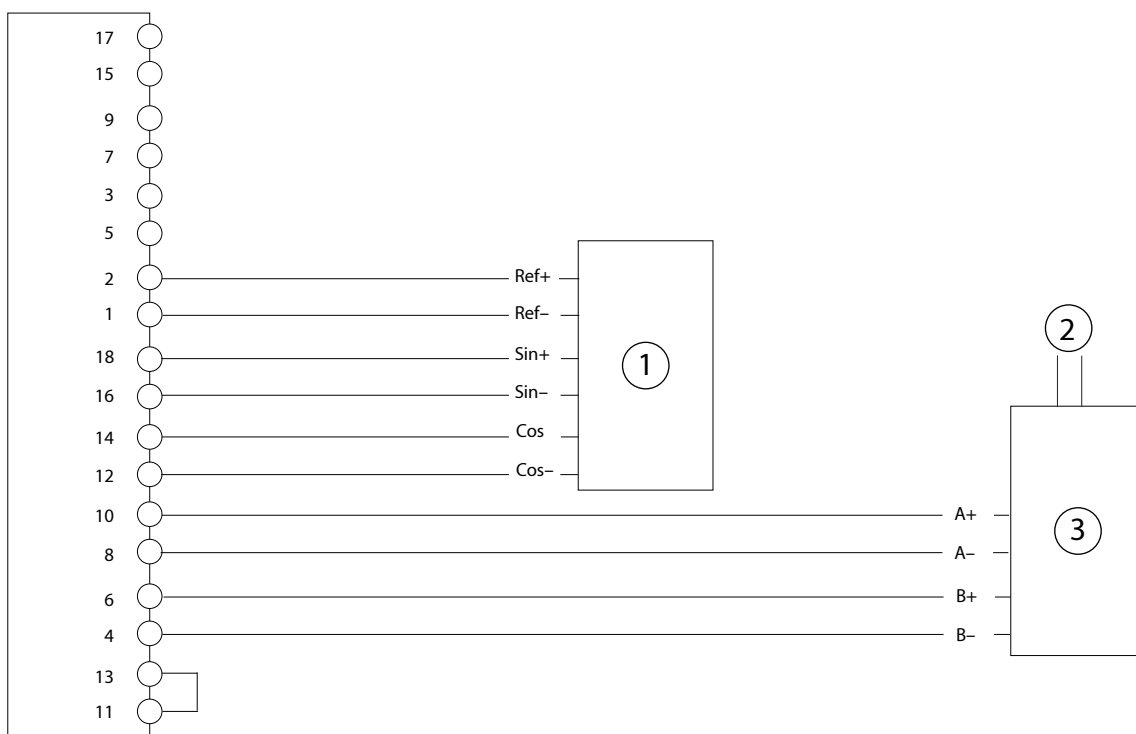 17
15
9
7
3
5
2 Ref+
1 Ref–
18 Sin+
16 Sin–
14 Cos
12 Cos–
1
2
10 A+
8 A–
6 B+
4 B–
3
13
11